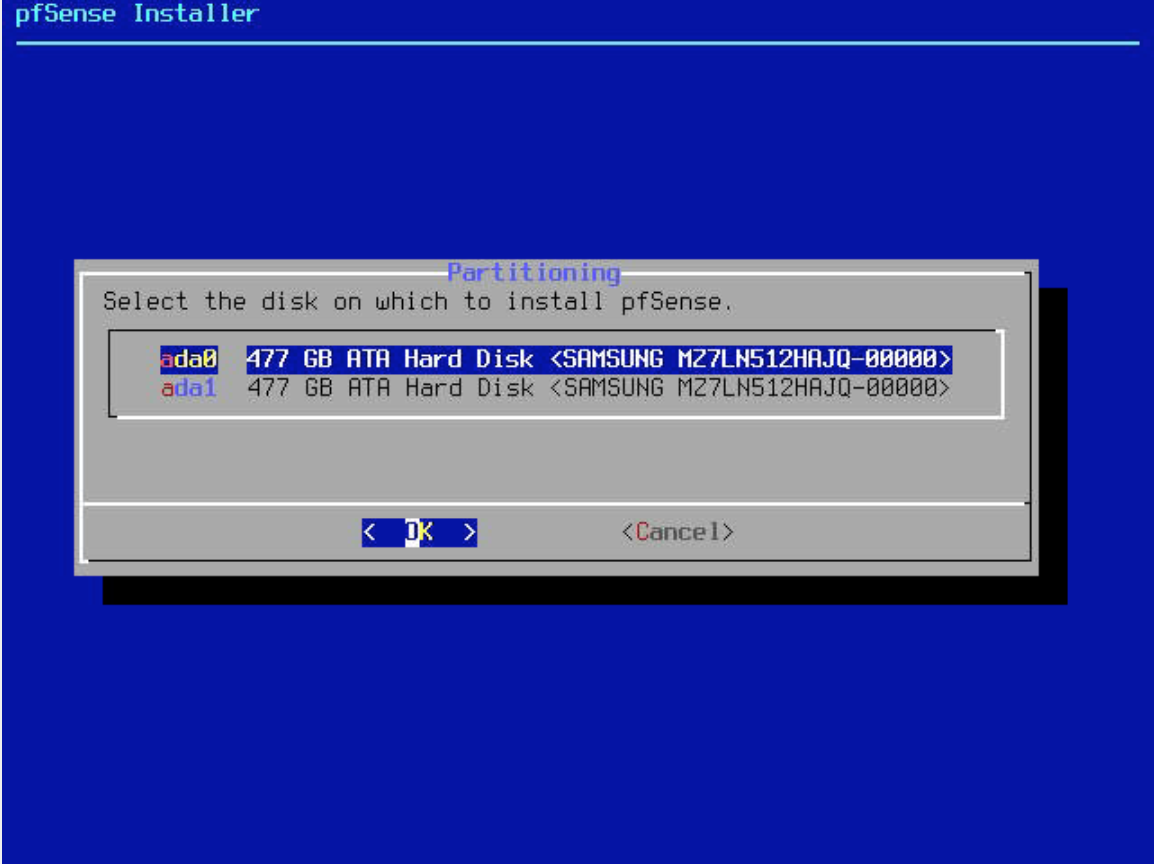 pfSense Installer
Partitioning
Select the disk on which to install pfSense.
ada0 477 GB ATA Hard Disk <SAMSUNG MZ7LN512HAJQ-00000>
ada1 477 GB ATA Hard Disk <SAMSUNG MZ7LN512HAJQ-00000>
< OK > <Cancel>